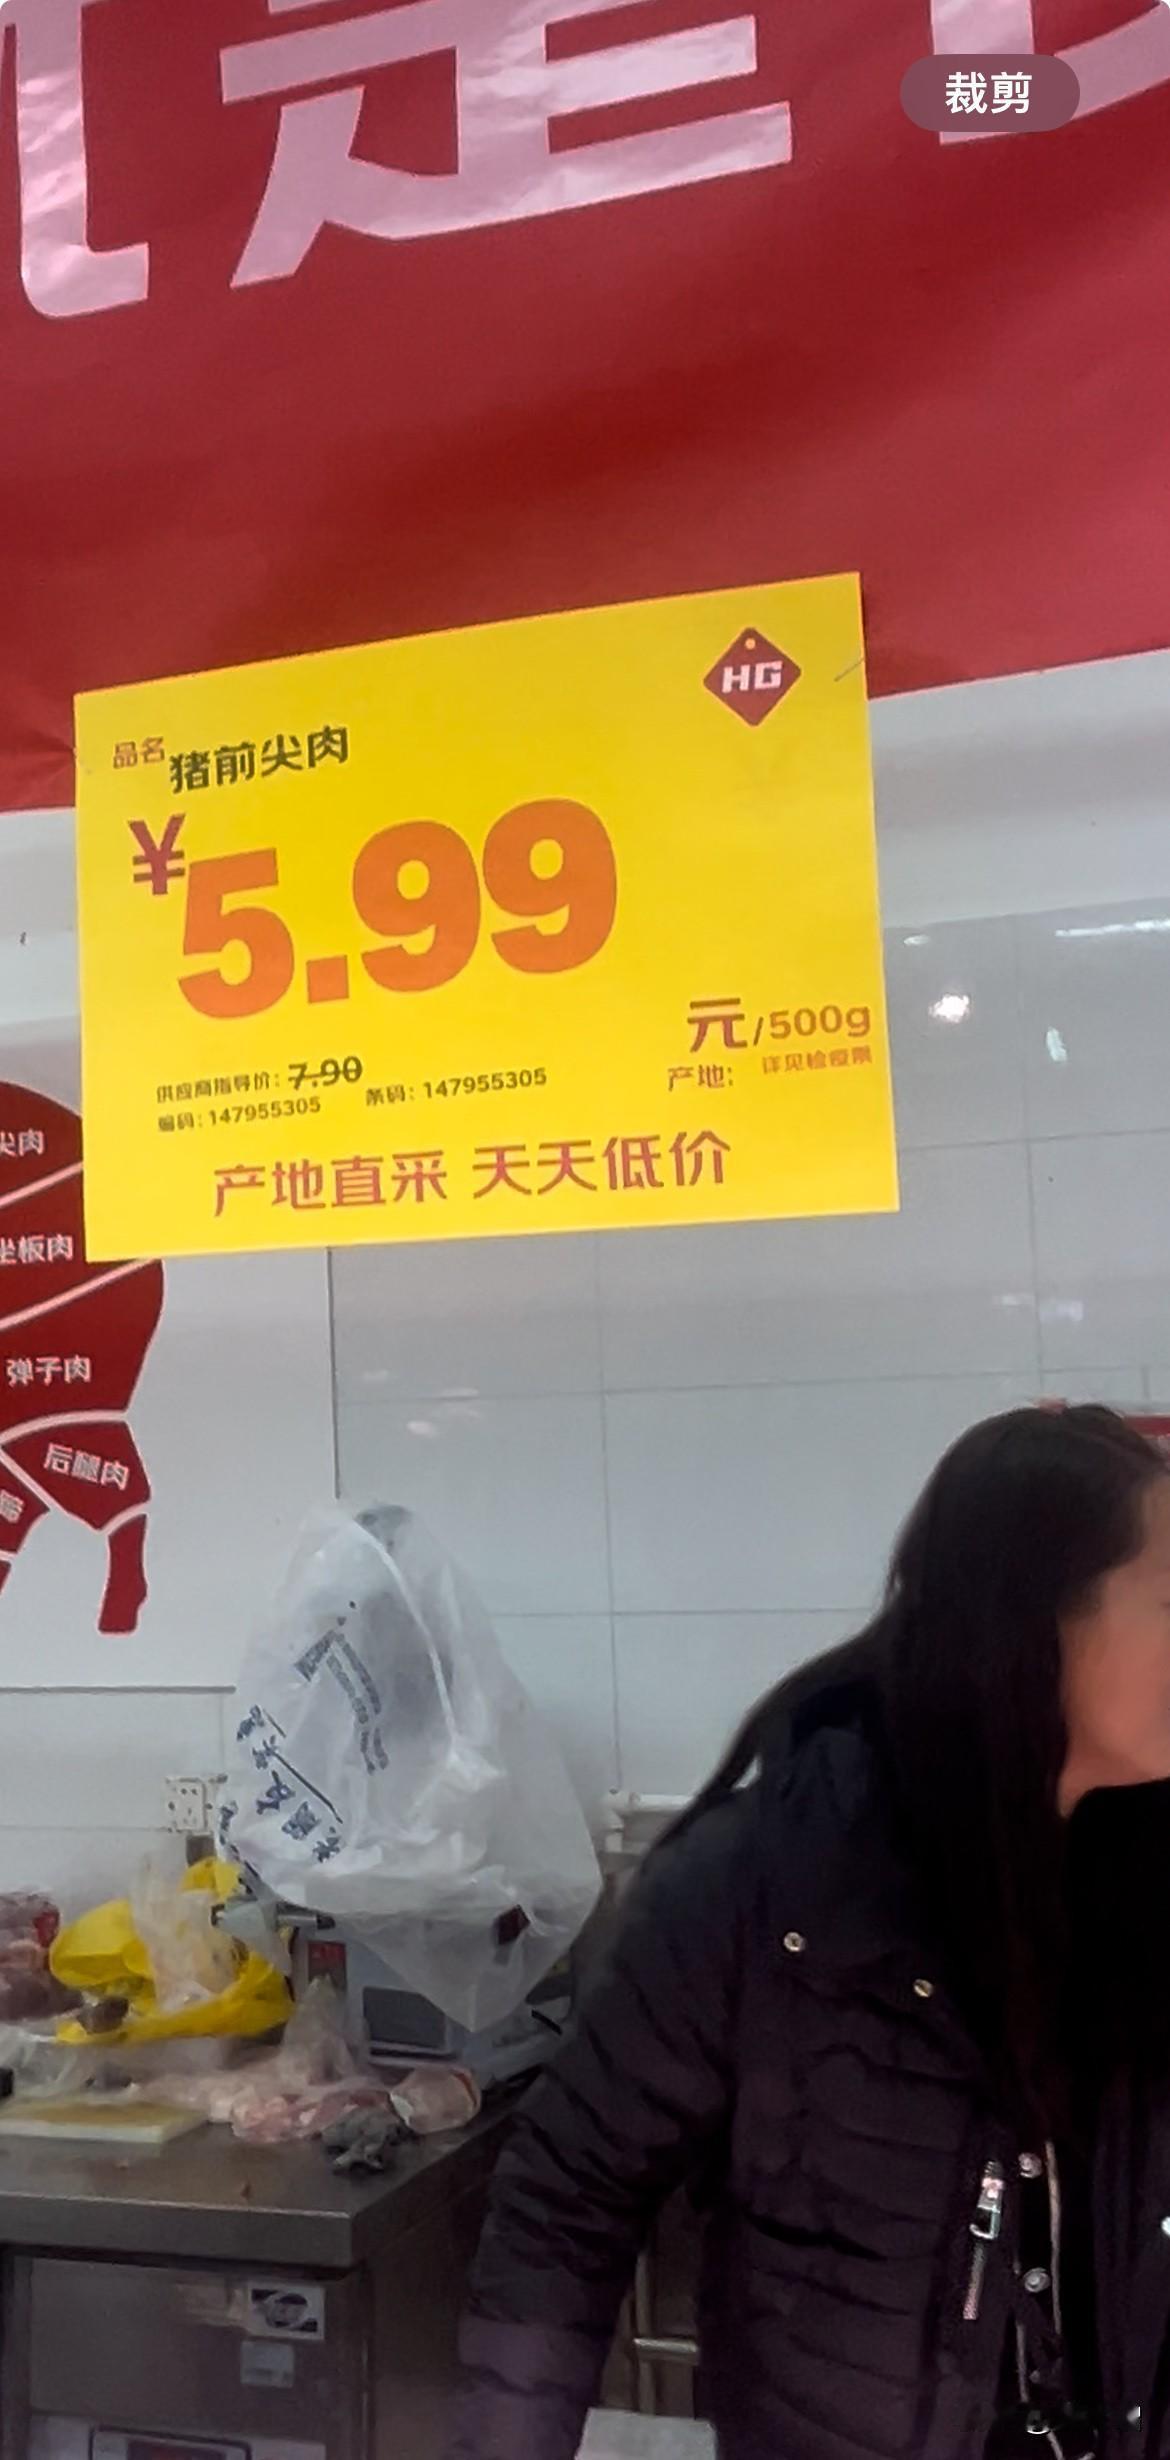 裁剪
HG
品名 猪前尖肉
¥5.99
元/500g
供应商指导价：7.90
产地： 详见检疫票
编码：147955305 条码：147955305
产地直采 天天低价
尖肉
坐板肉
弹子肉
后腿肉